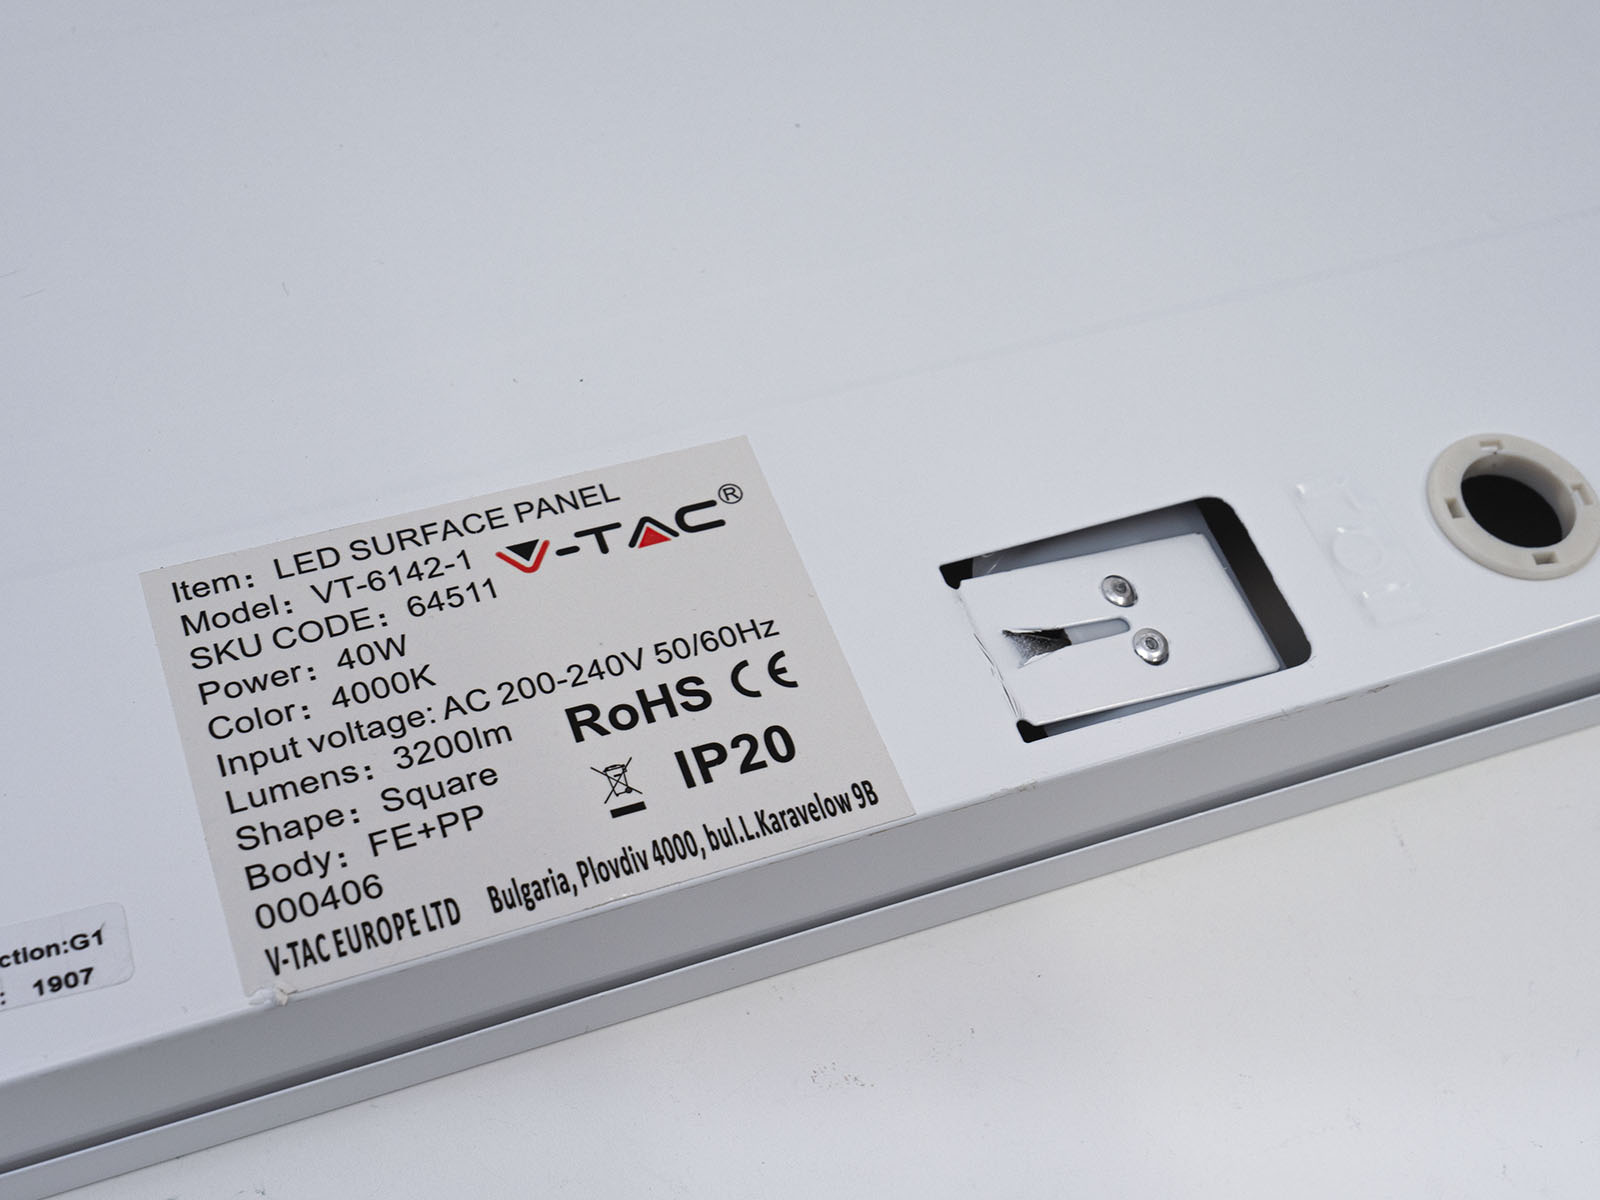 Item: LED SURFACE PANEL
Model: VT-6142-1
V-TAC®
SKU CODE: 64511
Power: 40W
Color: 4000K
Input voltage: AC 200-240V 50/60Hz
Lumens: 3200lm
RoHS CE
Shape: Square
IP20
Body: FE+PP
000406
V-TAC EUROPE LTD Bulgaria, Plovdiv 4000, bul.L.Karavelow 9B
ction:G1
: 1907